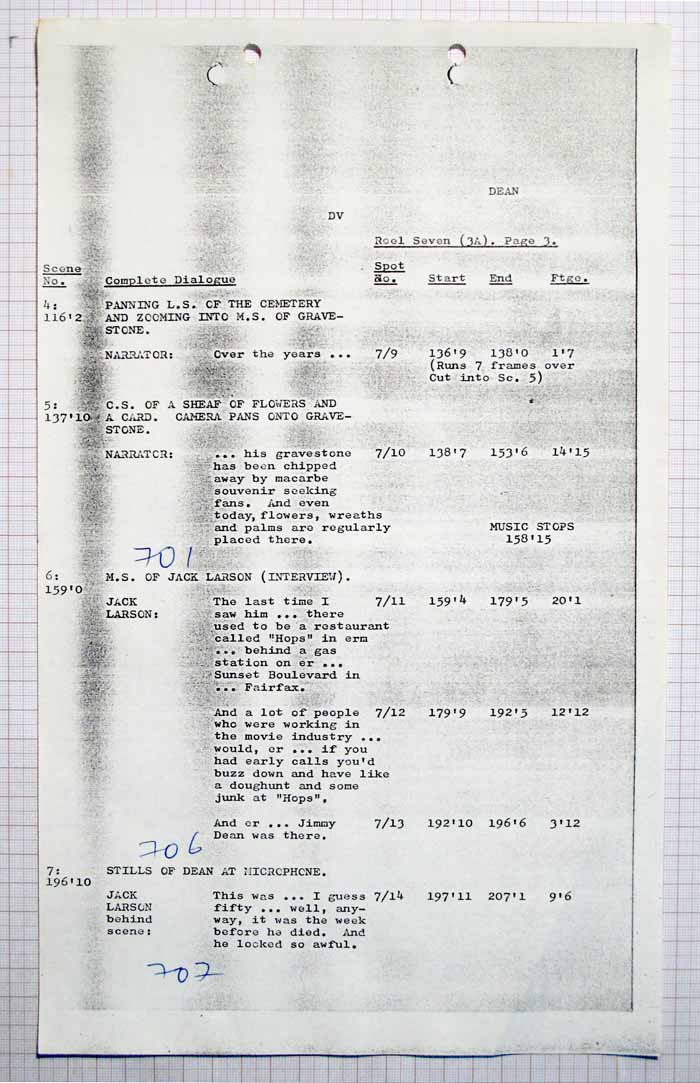 DEAN
DV
Reel Seven (3A). Page 3.
Scene No. Complete Dialogue Spot No. Start End Ftge.
4: PANNING L.S. OF THE CEMETERY
116'2 AND ZOOMING INTO M.S. OF GRAVE-
STONE.
NARRATOR: Over the years ... 7/9 136'9 138'0 1'7
(Runs 7 frames over
Cut into Sc. 5)
5: C.S. OF A SHEAF OF FLOWERS AND
137'10 A CARD. CAMERA PANS ONTO GRAVE-
STONE.
NARRATOR: ... his gravestone 7/10 138'7 153'6 14'15
has been chipped
away by macarbe
souvenir seeking
fans. And even
today, flowers, wreaths
and palms are regularly MUSIC STOPS
placed there. 158'15
701
6: M.S. OF JACK LARSON (INTERVIEW).
159'0
JACK The last time I 7/11 159'4 179'5 20'1
LARSON: saw him ... there
used to be a restaurant
called "Hops" in erm
... behind a gas
station on er ...
Sunset Boulevard in
... Fairfax.
And a lot of people 7/12 179'9 192'5 12'12
who were working in
the movie industry ...
would, er ... if you
had early calls you'd
buzz down and have like
a doughunt and some
junk at "Hops",
And er ... Jimmy 7/13 192'10 196'6 3'12
Dean was there.
706
7: STILLS OF DEAN AT MICROPHONE.
196'10
JACK This was ... I guess 7/14 197'11 207'1 9'6
LARSON fifty ... well, any-
behind way, it was the week
scene: before he died. And
he looked so awful.
707